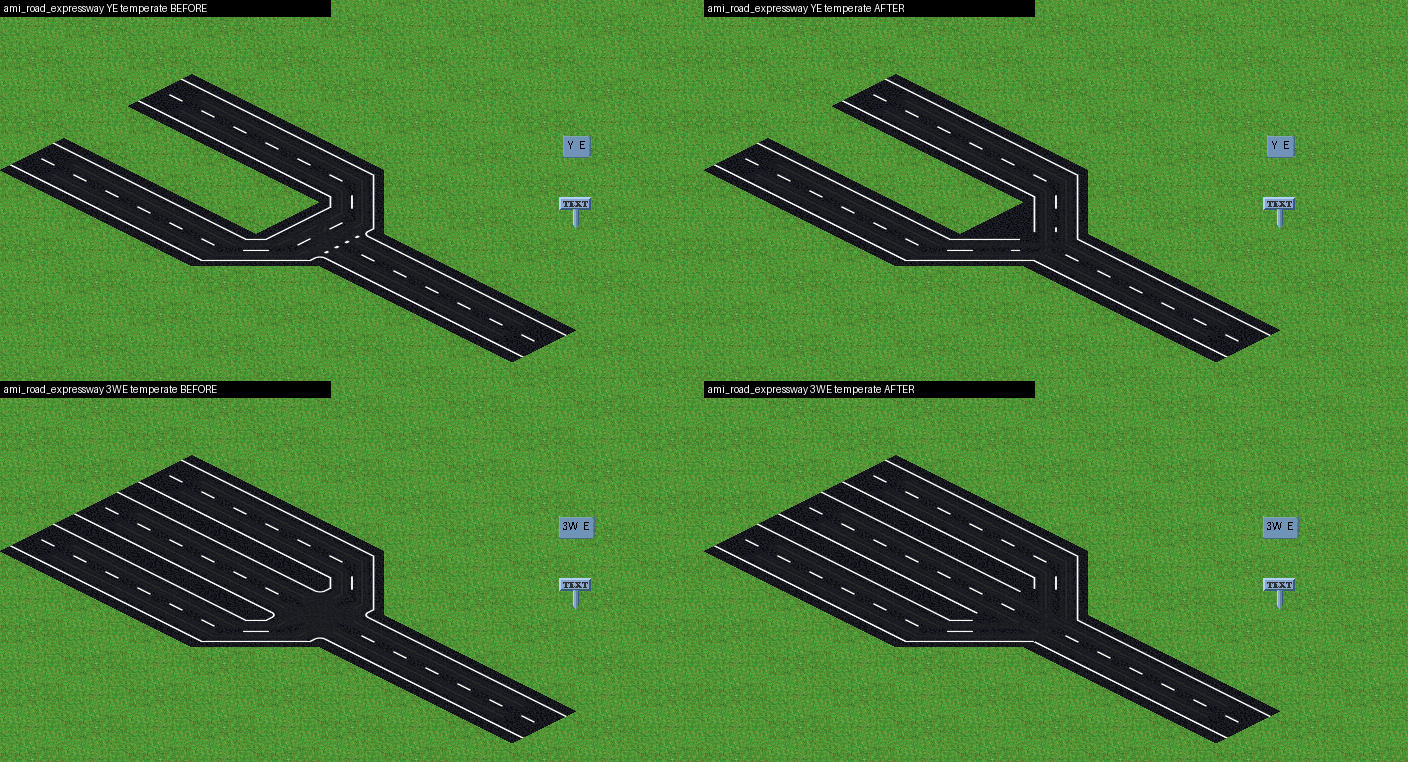 ami_road_expressway YE temperate BEFORE
ami_road_expressway YE temperate AFTER
Y E
Y E
TEXT
TEXT
ami_road_expressway 3WE temperate BEFORE
ami_road_expressway 3WE temperate AFTER
3W E
3W E
TEXT
TEXT